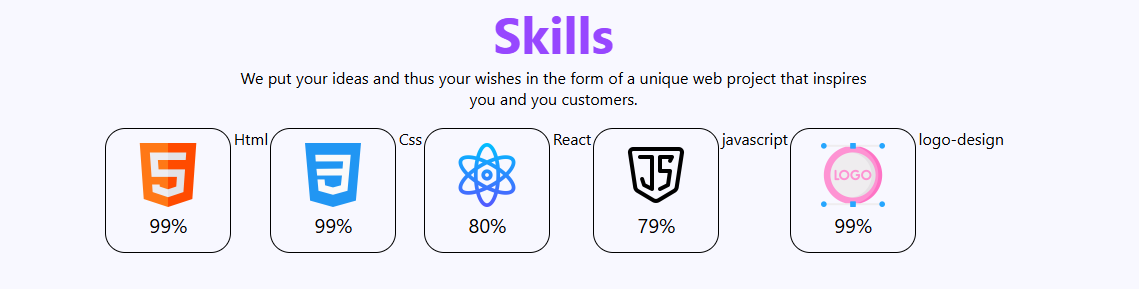 Skills
We put your ideas and thus your wishes in the form of a unique web project that inspires
you and you customers.
Html
Css
React
javascript
logo-design
JS
LOGO
99%
99%
80%
79%
99%